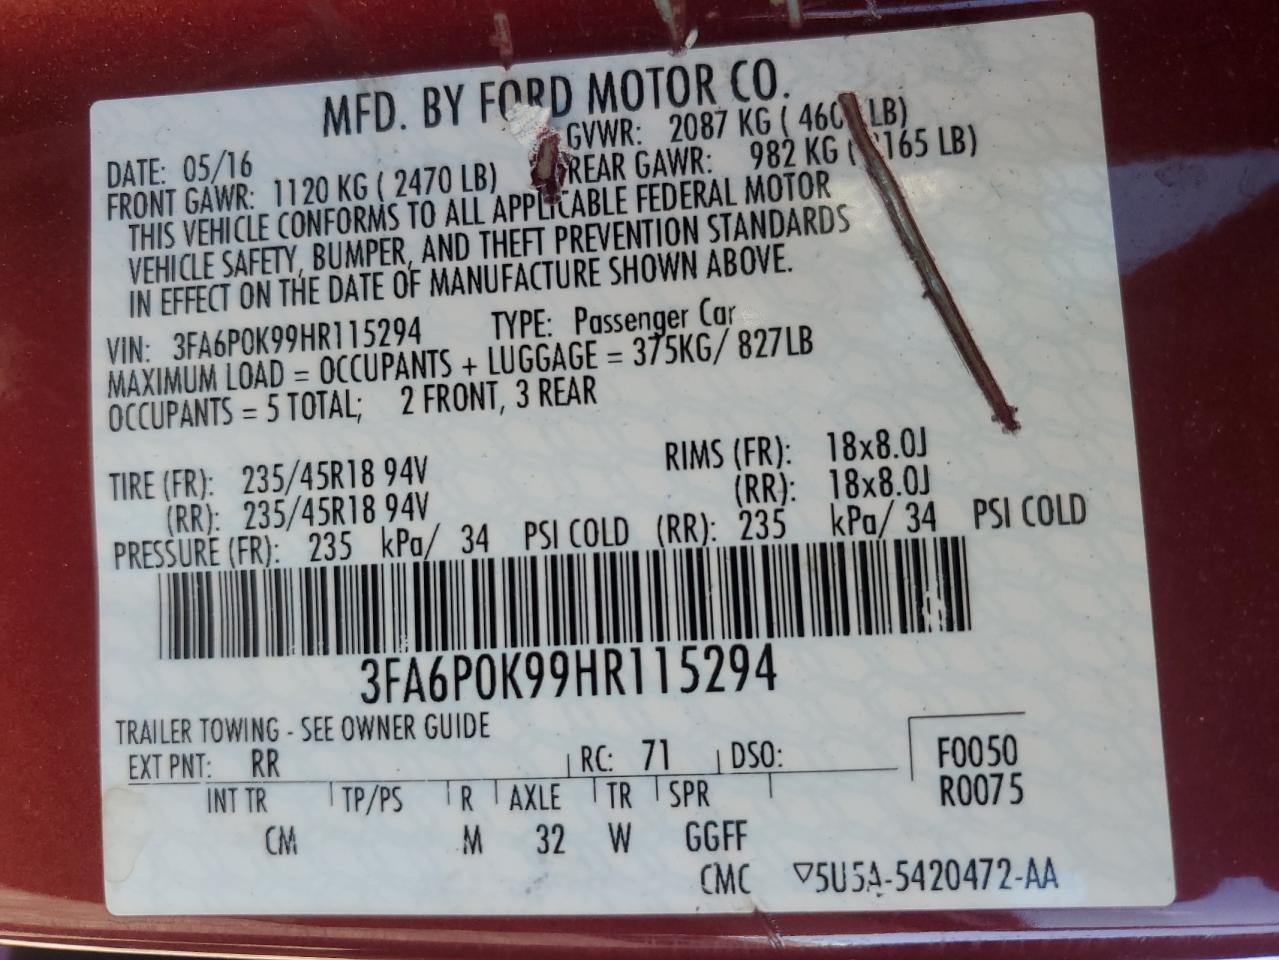 MFD. BY FORD MOTOR CO.
DATE: 05/16 GVWR: 2087 KG ( LB)
FRONT GAWR: 1120 KG ( 2470 LB) REAR GAWR: 982 KG ( LB)
THIS VEHICLE CONFORMS TO ALL APPLICABLE FEDERAL MOTOR
VEHICLE SAFETY, BUMPER, AND THEFT PREVENTION STANDARDS
IN EFFECT ON THE DATE OF MANUFACTURE SHOWN ABOVE.
VIN: 3FA6P0K99HR115294 TYPE: Passenger Car
MAXIMUM LOAD = OCCUPANTS + LUGGAGE = 375KG/ 827LB
OCCUPANTS = 5 TOTAL; 2 FRONT, 3 REAR
TIRE (FR): 235/45R18 94V RIMS (FR): 18x8.0J
(RR): 235/45R18 94V (RR): 18x8.0J
PRESSURE (FR): 235 kPa/ 34 PSI COLD (RR): 235 kPa/ 34 PSI COLD
3FA6P0K99HR115294
TRAILER TOWING - SEE OWNER GUIDE
EXT PNT: RR RC: 71 DSO: F0050
R0075
INT TR TP/PS R AXLE TR SPR
CM M 32 W GGFF
CMC ▽5U5A-5420472-AA